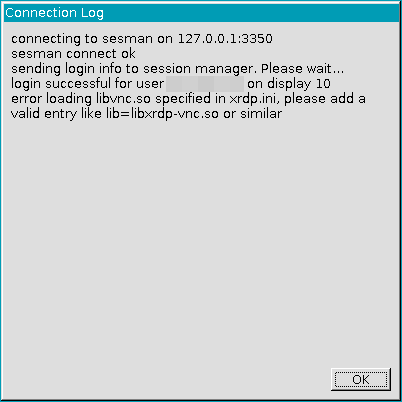 Connection Log
connecting to sesman on 127.0.0.1:3350
sesman connect ok
sending login info to session manager. Please wait...
login successful for user on display 10
error loading libvnc.so specified in xrdp.ini, please add a
valid entry like lib=libxrdp-vnc.so or similar
OK